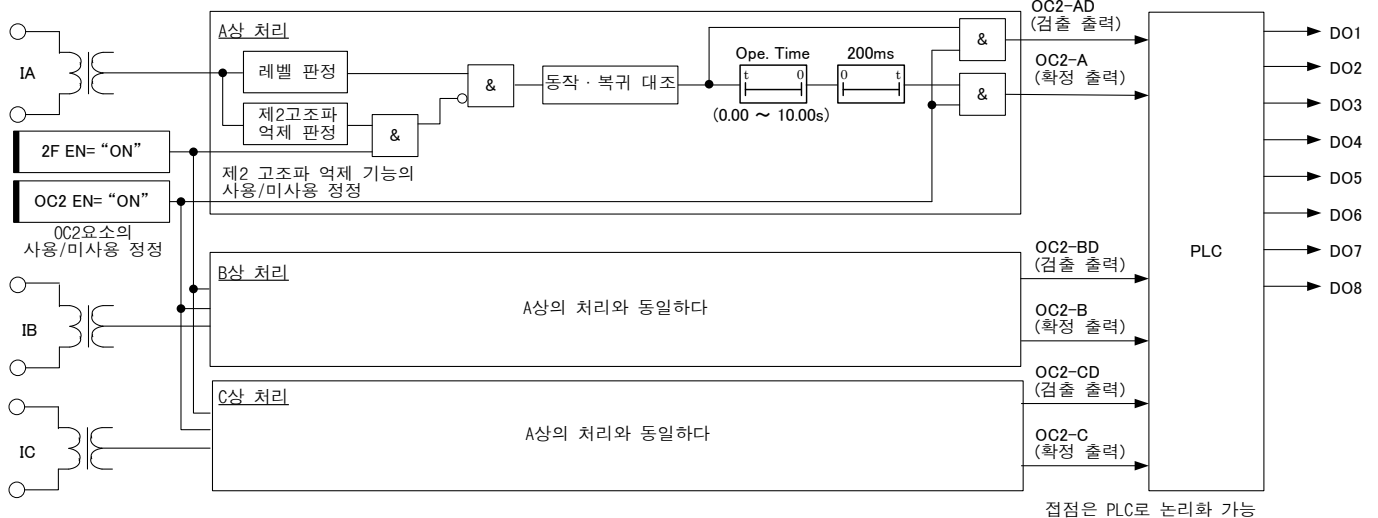 OC2-AD
(검출 출력)
DO1
A상 처리
&
Ope. Time
200ms
OC2-A
(확정 출력)
DO2
IA
레벨 판정
&
동작 · 복귀 대조
t 0
0 t
&
DO3
(0.00 ～ 10.00s)
제2고조파
억제 판정
&
DO4
2F EN= “ON”
제2 고조파 억제 기능의
사용/미사용 정정
DO5
OC2 EN= “ON”
DO6
OC2요소의
사용/미사용 정정
OC2-BD
(검출 출력)
PLC
DO7
B상 처리
DO8
A상의 처리와 동일하다
IB
OC2-B
(확정 출력)
OC2-CD
(검출 출력)
C상 처리
A상의 처리와 동일하다
IC
OC2-C
(확정 출력)
접점은 PLC로 논리화 가능